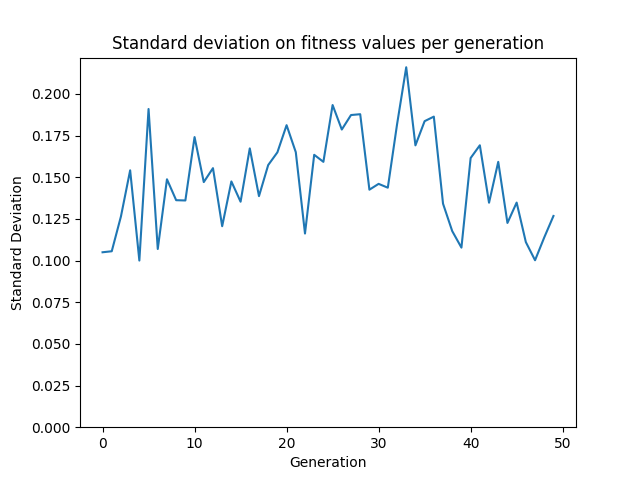 Standard deviation on fitness values per generation
0.200
0.175
0.150
0.125
0.100
0.075
0.050
0.025
0.000
Standard Deviation
0 10 20 30 40 50
Generation